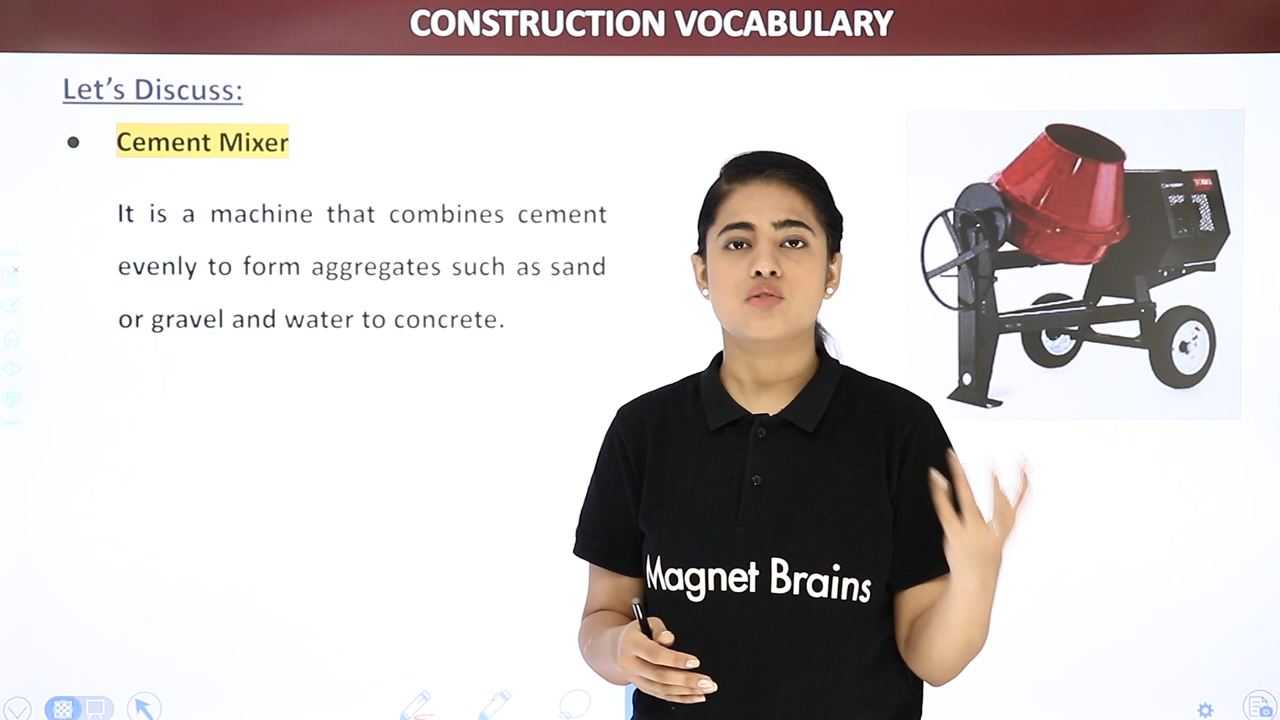 CONSTRUCTION VOCABULARY
Let's Discuss:
Cement Mixer
It is a machine that combines cement
evenly to form aggregates such as sand
or gravel and water to concrete.
Magnet Brains